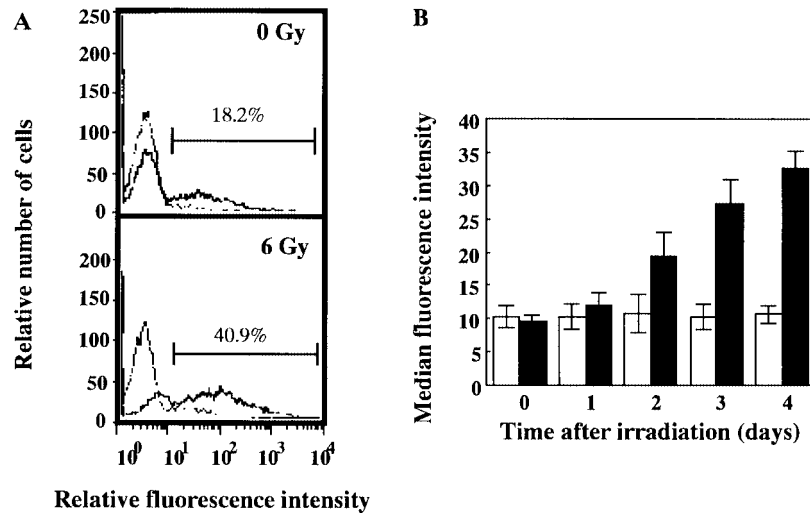 A
250
0 Gy
200
150
18.2%
100
50
0
6 Gy
200
150
40.9%
100
50
0
10^0 10^1 10^2 10^3 10^4
Relative number of cells
Relative fluorescence intensity
B
40
35
30
25
20
15
10
5
0
0 1 2 3 4
Median fluorescence intensity
Time after irradiation (days)